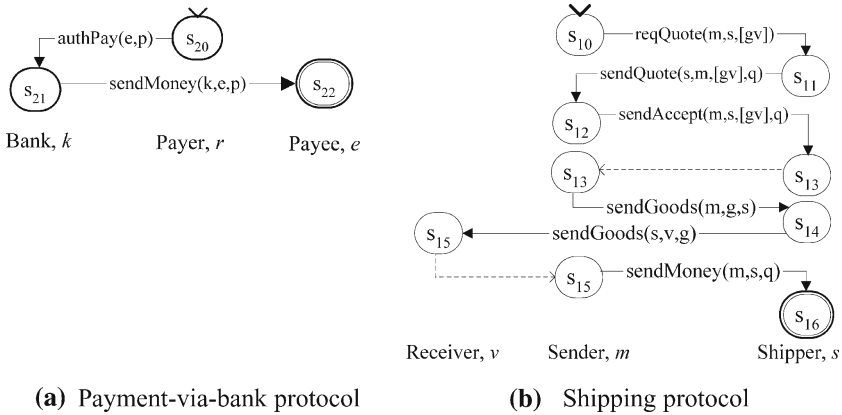 authPay(e,p)
s20
s21
sendMoney(k,e,p)
s22
Bank, k
Payer, r
Payee, e
(a) Payment-via-bank protocol
s10
reqQuote(m,s,[gv])
s11
sendQuote(s,m,[gv],q)
s12
sendAccept(m,s,[gv],q)
s13
s13
sendGoods(m,g,s)
s14
s15
sendGoods(s,v,g)
s15
sendMoney(m,s,q)
s16
Receiver, v
Sender, m
Shipper, s
(b) Shipping protocol